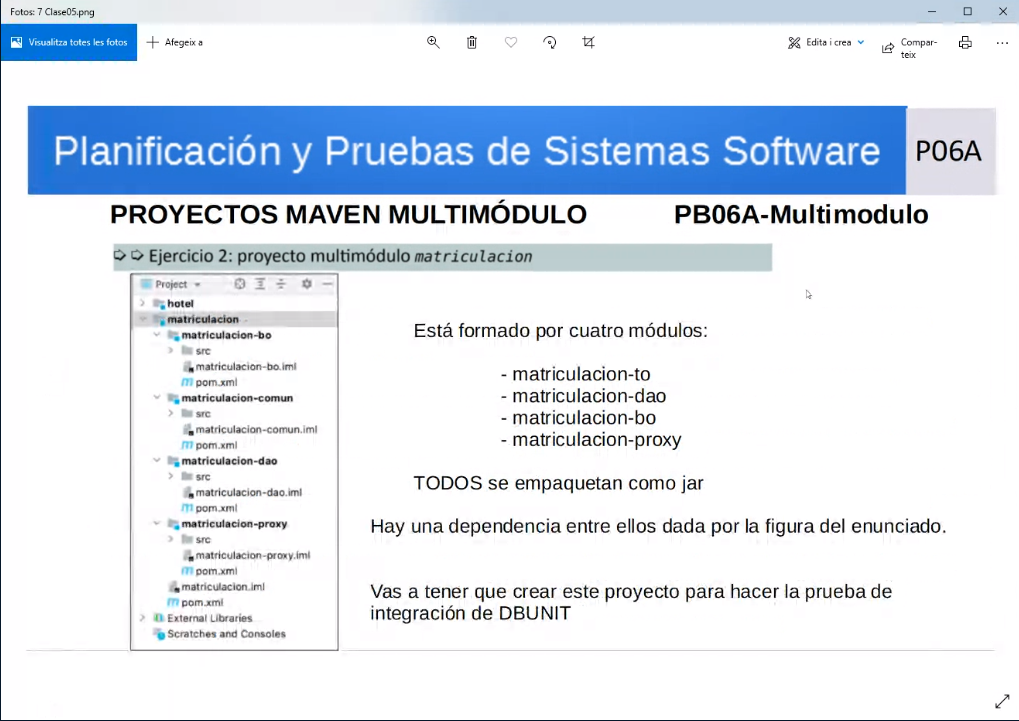 Fotos: 7 Clase05.png
Visualitza totes les fotos
Afegeix a
Edita i crea
Compar-
teix
Planificación y Pruebas de Sistemas Software
P06A
PROYECTOS MAVEN MULTIMÓDULO
PB06A-Multimodulo
Ejercicio 2: proyecto multimódulo matriculacion
Project
hotel
matriculacion
matriculacion-bo
src
matriculacion-bo.iml
pom.xml
matriculacion-comun
src
matriculacion-comun.iml
pom.xml
matriculacion-dao
src
matriculacion-dao.iml
pom.xml
matriculacion-proxy
src
matriculacion-proxy.iml
pom.xml
matriculacion.iml
pom.xml
External Libraries
Scratches and Consoles
Está formado por cuatro módulos:
- matriculacion-to
- matriculacion-dao
- matriculacion-bo
- matriculacion-proxy
TODOS se empaquetan como jar
Hay una dependencia entre ellos dada por la figura del enunciado.
Vas a tener que crear este proyecto para hacer la prueba de
integración de DBUNIT